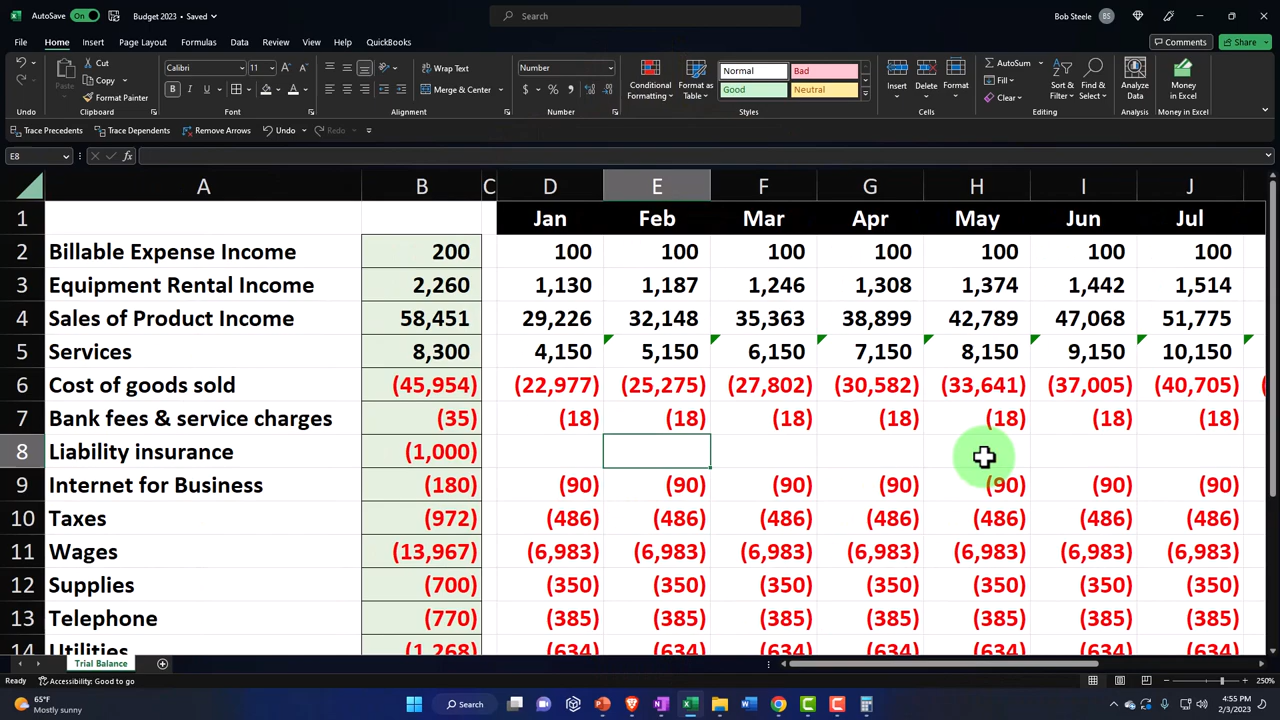 AutoSave On Budget 2023 • Saved Search Bob Steele BS
File Home Insert Page Layout Formulas Data Review View Help QuickBooks Comments Share
Cut Calibri 11 Wrap Text Number Normal Bad AutoSum
Copy Fill
Paste Format Painter B I U Merge & Center $ % Conditional Formatting Format as Table Good Neutral Insert Delete Format Clear Sort & Filter Find & Select Analyze Data Money in Excel
Undo Clipboard Font Alignment Number Styles Cells Editing Analysis Money in Excel
Trace Precedents Trace Dependents Remove Arrows Undo Redo
E8 fx
A B C D E F G H I J
1 Jan Feb Mar Apr May Jun Jul
2 Billable Expense Income 200 100 100 100 100 100 100 100
3 Equipment Rental Income 2,260 1,130 1,187 1,246 1,308 1,374 1,442 1,514
4 Sales of Product Income 58,451 29,226 32,148 35,363 38,899 42,789 47,068 51,775
5 Services 8,300 4,150 5,150 6,150 7,150 8,150 9,150 10,150
6 Cost of goods sold (45,954) (22,977) (25,275) (27,802) (30,582) (33,641) (37,005) (40,705) (
7 Bank fees & service charges (35) (18) (18) (18) (18) (18) (18) (18)
8 Liability insurance (1,000)
9 Internet for Business (180) (90) (90) (90) (90) (90) (90) (90)
10 Taxes (972) (486) (486) (486) (486) (486) (486) (486)
11 Wages (13,967) (6,983) (6,983) (6,983) (6,983) (6,983) (6,983) (6,983)
12 Supplies (700) (350) (350) (350) (350) (350) (350) (350)
13 Telephone (770) (385) (385) (385) (385) (385) (385) (385)
14 Utilities (1,268) (634) (634) (634) (634) (634) (634) (634)
Trial Balance
Ready Accessibility: Good to go 250%
65°F Search 4:55 PM
Mostly sunny 2/3/2023